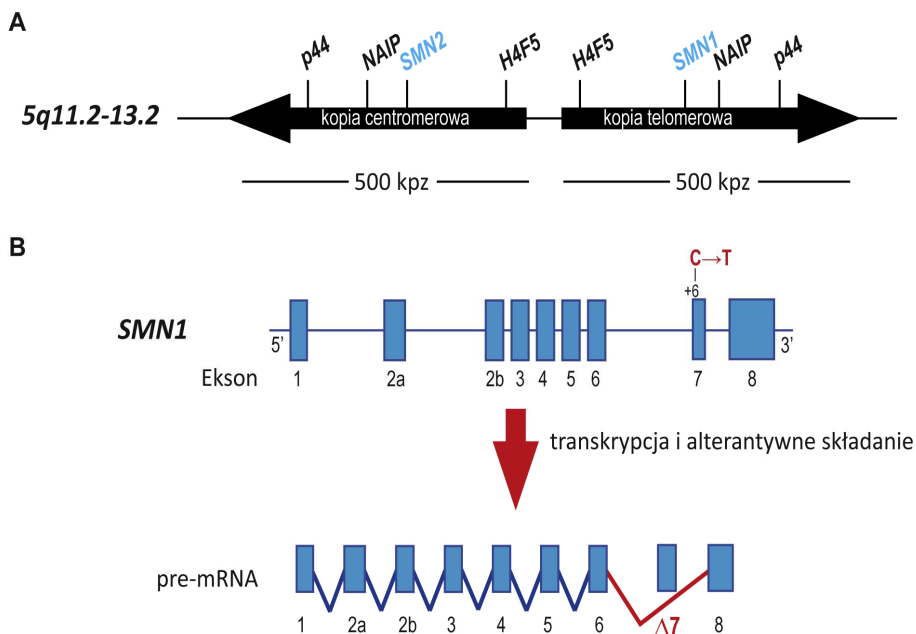 A
p44 NAIP SMN2 H4F5 H4F5 SMN1 NAIP p44
5q11.2-13.2
kopia centromerowa kopia telomerowa
500 kpz 500 kpz
B
C→T
+6
SMN1
5' 3'
Ekson 1 2a 2b 3 4 5 6 7 8
transkrypcja i alterantywne składanie
pre-mRNA
1 2a 2b 3 4 5 6 Δ7 8